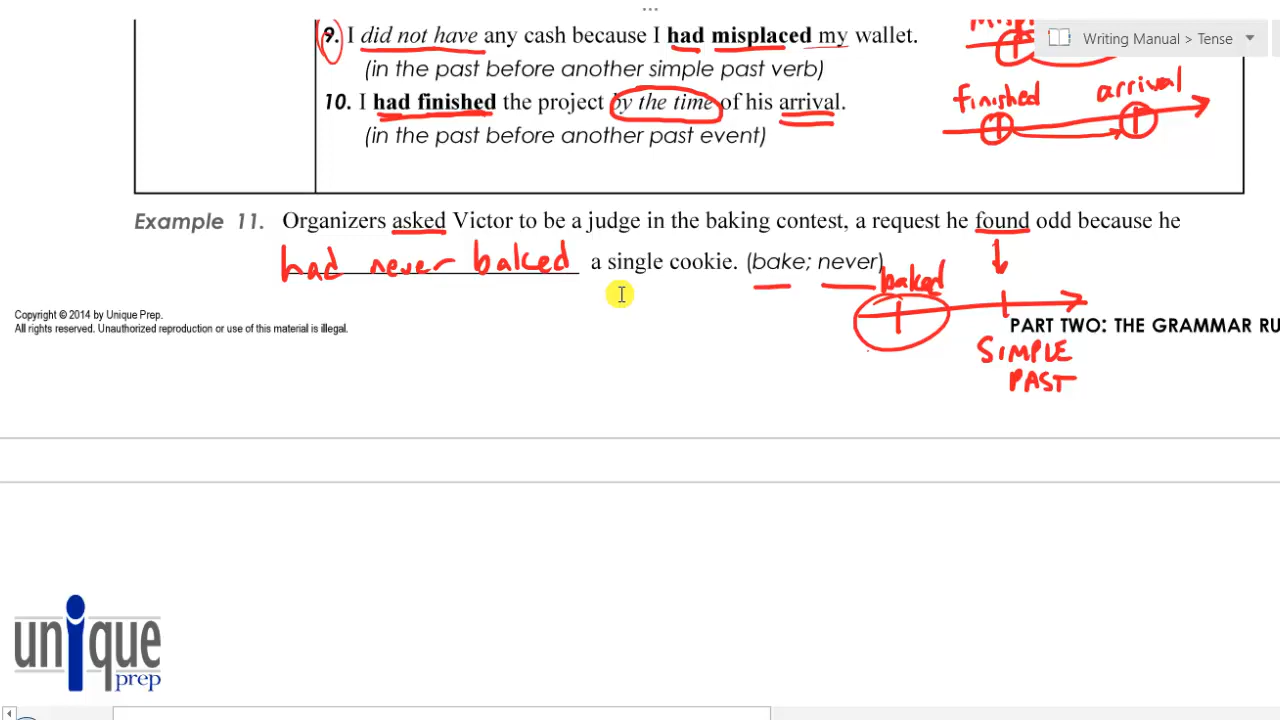 ...
Writing Manual > Tense
9. I did not have any cash because I had misplaced my wallet.
(in the past before another simple past verb)
10. I had finished the project by the time of his arrival.
(in the past before another past event)
finished arrival
Example 11. Organizers asked Victor to be a judge in the baking contest, a request he found odd because he
had never baked a single cookie. (bake; never)
baked
Copyright © 2014 by Unique Prep.
All rights reserved. Unauthorized reproduction or use of this material is illegal.
PART TWO: THE GRAMMAR RU
SIMPLE
PAST
unique
prep